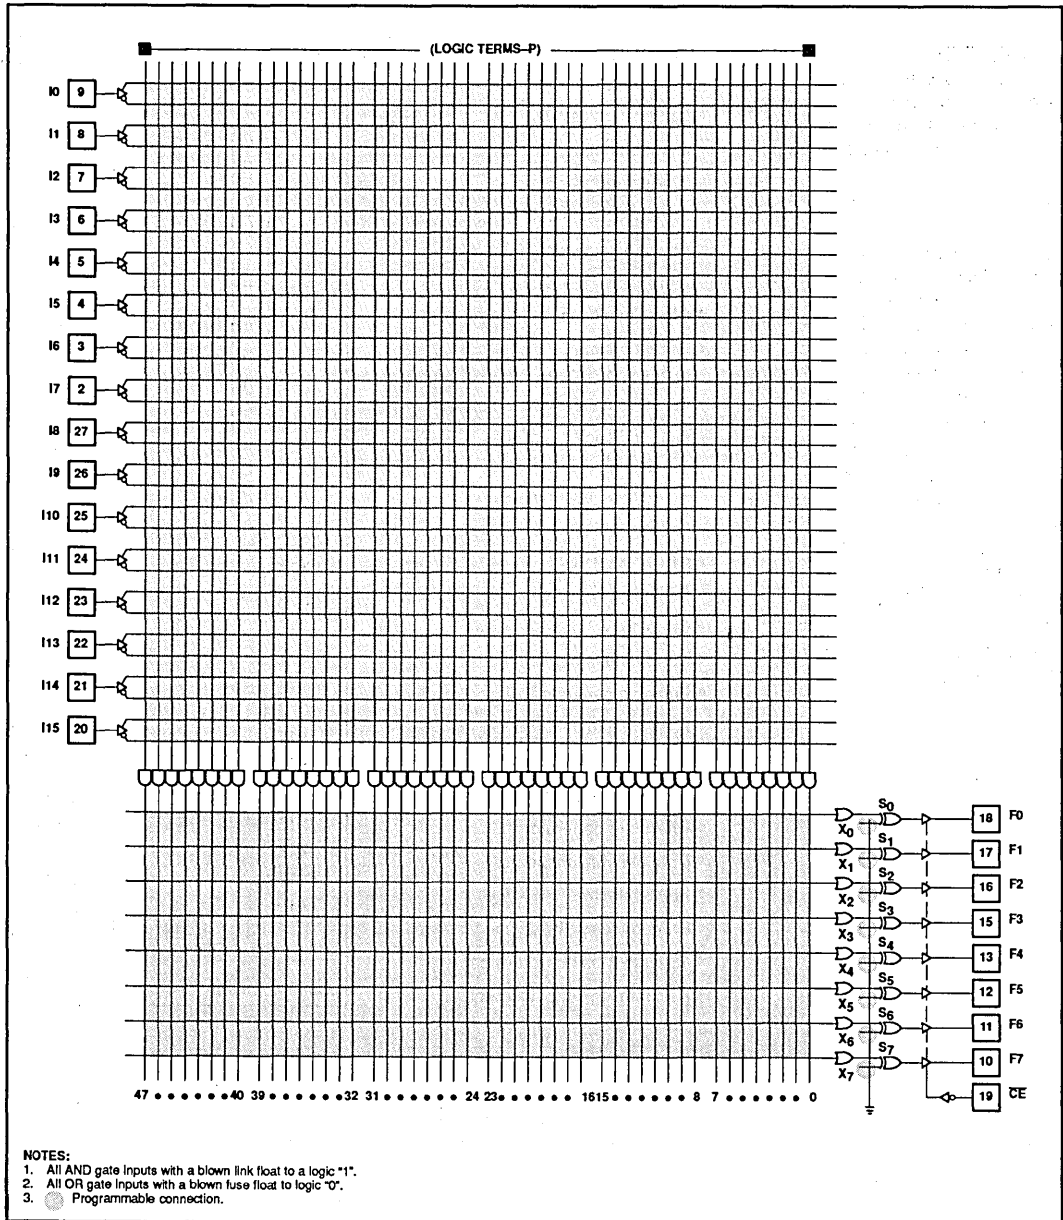 (LOGIC TERMS–P)
I0 9
I1 8
I2 7
I3 6
I4 5
I5 4
I6 3
I7 2
I8 27
I9 26
I10 25
I11 24
I12 23
I13 22
I14 21
I15 20
S0
X0 18 F0
S1
X1 17 F1
S2
X2 16 F2
S3
X3 15 F3
S4
X4 13 F4
S5
X5 12 F5
S6
X6 11 F6
S7
X7 10 F7
47 40 39 32 31 24 23 16 15 8 7 0 19 C̅E̅
NOTES:
1. All AND gate inputs with a blown link float to a logic "1".
2. All OR gate inputs with a blown fuse float to logic "0".
3. Programmable connection.